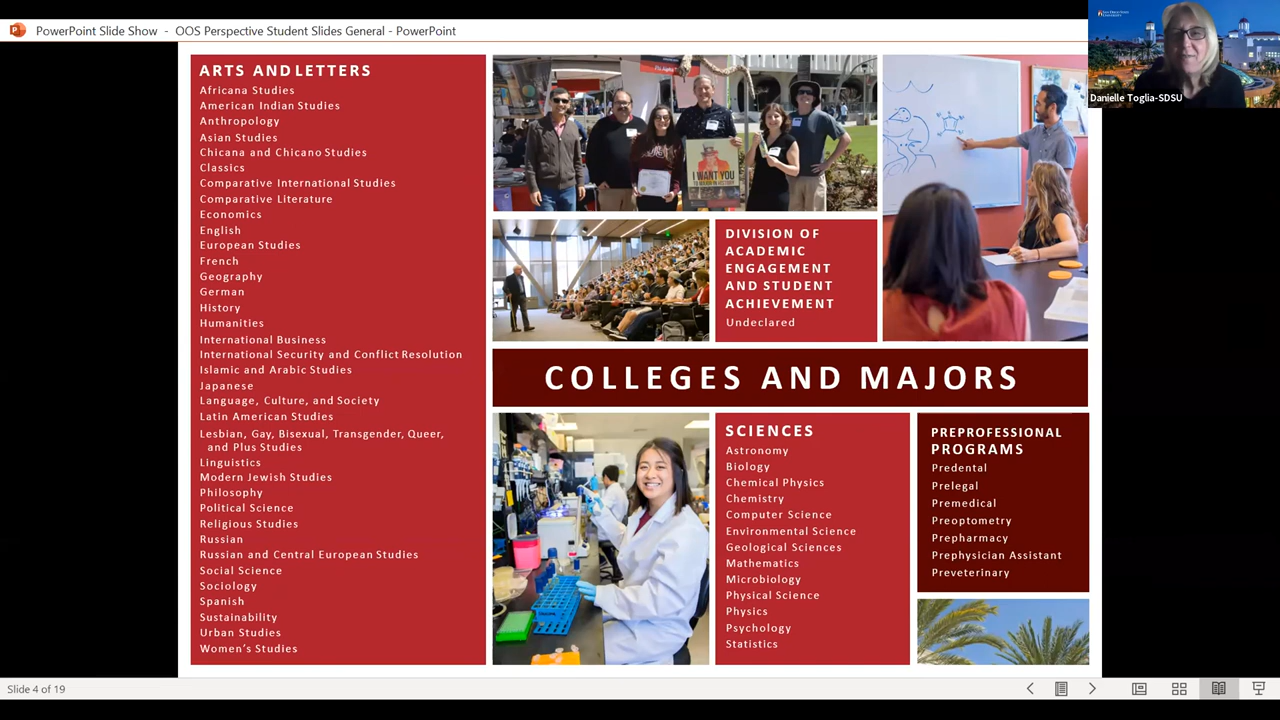 PowerPoint Slide Show - OOS Perspective Student Slides General - PowerPoint
SAN DIEGO STATE
UNIVERSITY
Danielle Toglia-SDSU
ARTS AND LETTERS
Africana Studies
American Indian Studies
Anthropology
Asian Studies
Chicana and Chicano Studies
Classics
Comparative International Studies
Comparative Literature
Economics
English
European Studies
French
Geography
German
History
Humanities
International Business
International Security and Conflict Resolution
Islamic and Arabic Studies
Japanese
Language, Culture, and Society
Latin American Studies
Lesbian, Gay, Bisexual, Transgender, Queer,
and Plus Studies
Linguistics
Modern Jewish Studies
Philosophy
Political Science
Religious Studies
Russian
Russian and Central European Studies
Social Science
Sociology
Spanish
Sustainability
Urban Studies
Women's Studies
I WANT YOU
DIVISION OF
ACADEMIC
ENGAGEMENT
AND STUDENT
ACHIEVEMENT
Undeclared
COLLEGES AND MAJORS
SCIENCES
Astronomy
Biology
Chemical Physics
Chemistry
Computer Science
Environmental Science
Geological Sciences
Mathematics
Microbiology
Physical Science
Physics
Psychology
Statistics
PREPROFESSIONAL
PROGRAMS
Predental
Prelegal
Premedical
Preoptometry
Prepharmacy
Prephysician Assistant
Preveterinary
Slide 4 of 19